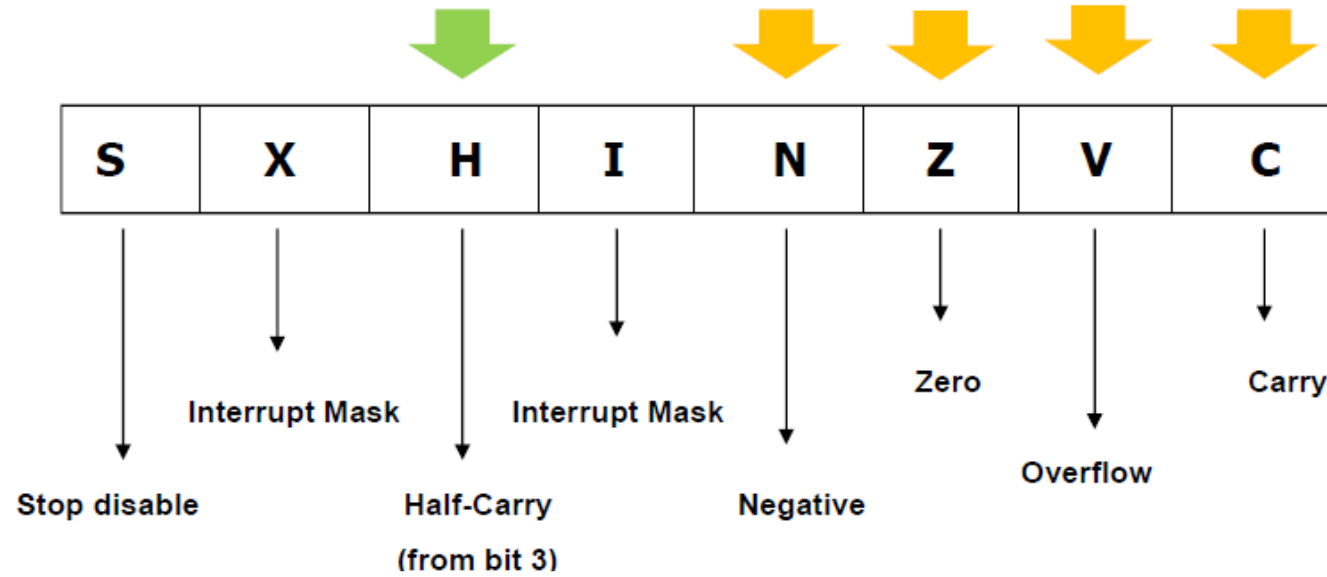 S X H I N Z V C
Zero Carry
Interrupt Mask Interrupt Mask
Overflow
Stop disable Half-Carry Negative
(from bit 3)